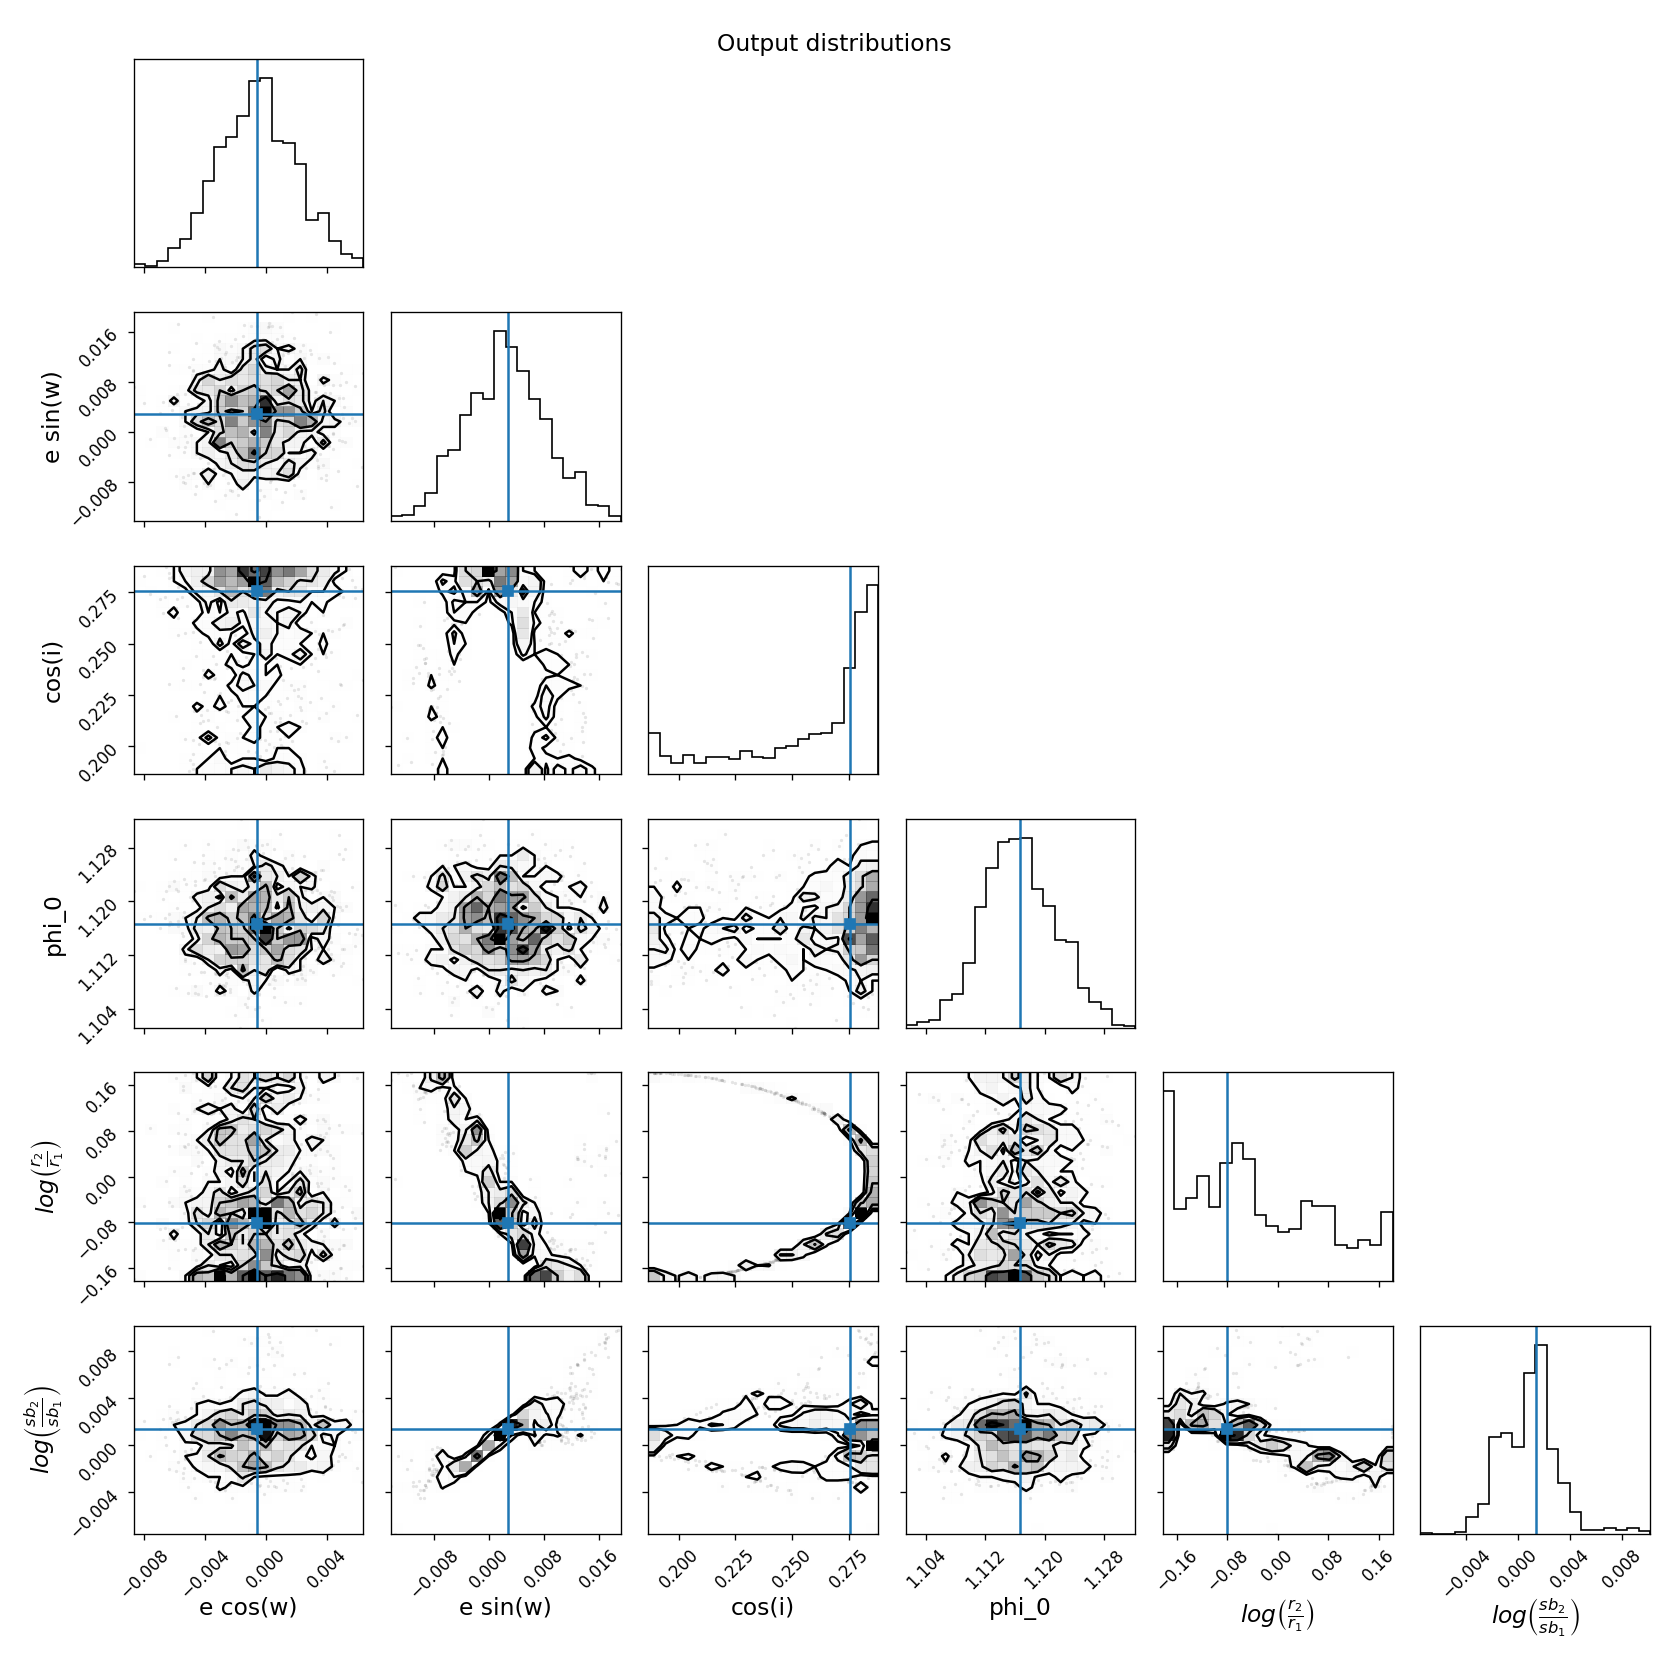 Output distributions
e sin(w)
0.016
0.008
0.000
−0.008
cos(i)
0.275
0.250
0.225
0.200
phi_0
1.128
1.120
1.112
1.104
log(r2/r1)
0.16
0.08
0.00
−0.08
−0.16
log(sb2/sb1)
0.008
0.004
0.000
−0.004
−0.008 −0.004 0.000 0.004
−0.008 0.000 0.008 0.016
0.200 0.225 0.250 0.275
1.104 1.112 1.120 1.128
−0.16 −0.08 0.00 0.08 0.16
−0.004 0.000 0.004 0.008
e cos(w) e sin(w) cos(i) phi_0 log(r2/r1) log(sb2/sb1)